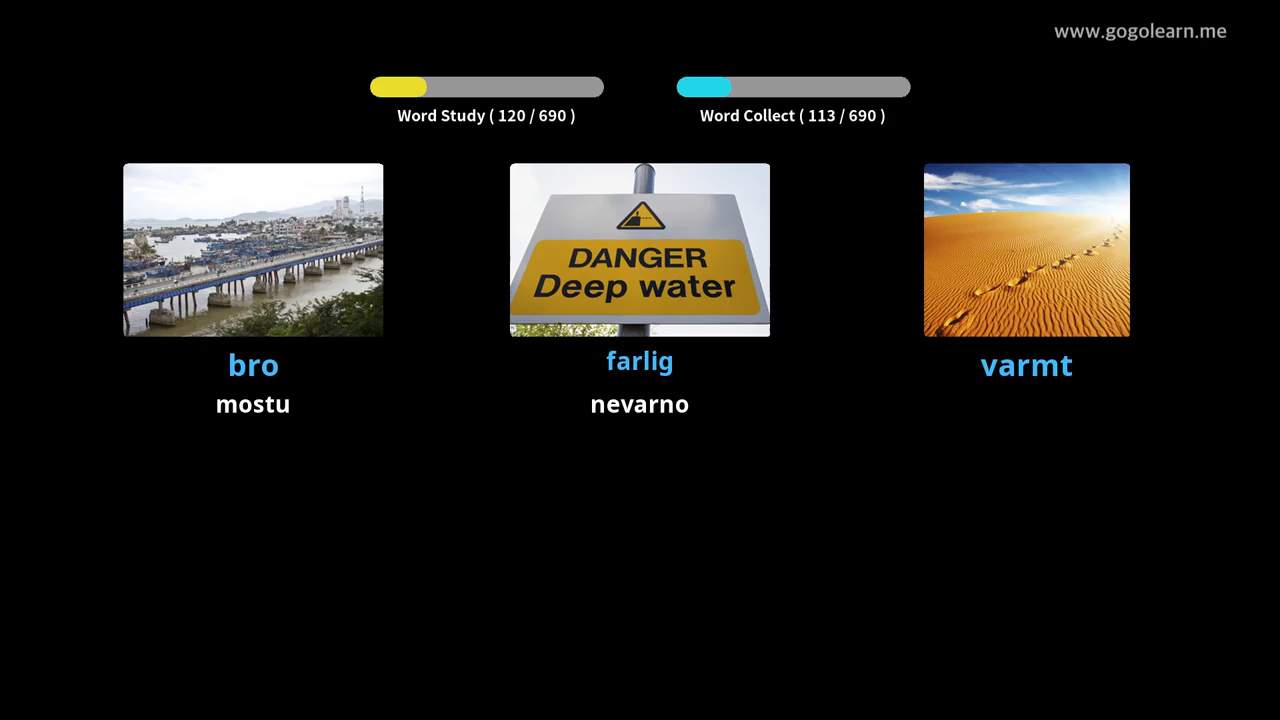 www.gogolearn.me
Word Study ( 120 / 690 )
Word Collect ( 113 / 690 )
DANGER
Deep water
bro
farlig
varmt
mostu
nevarno